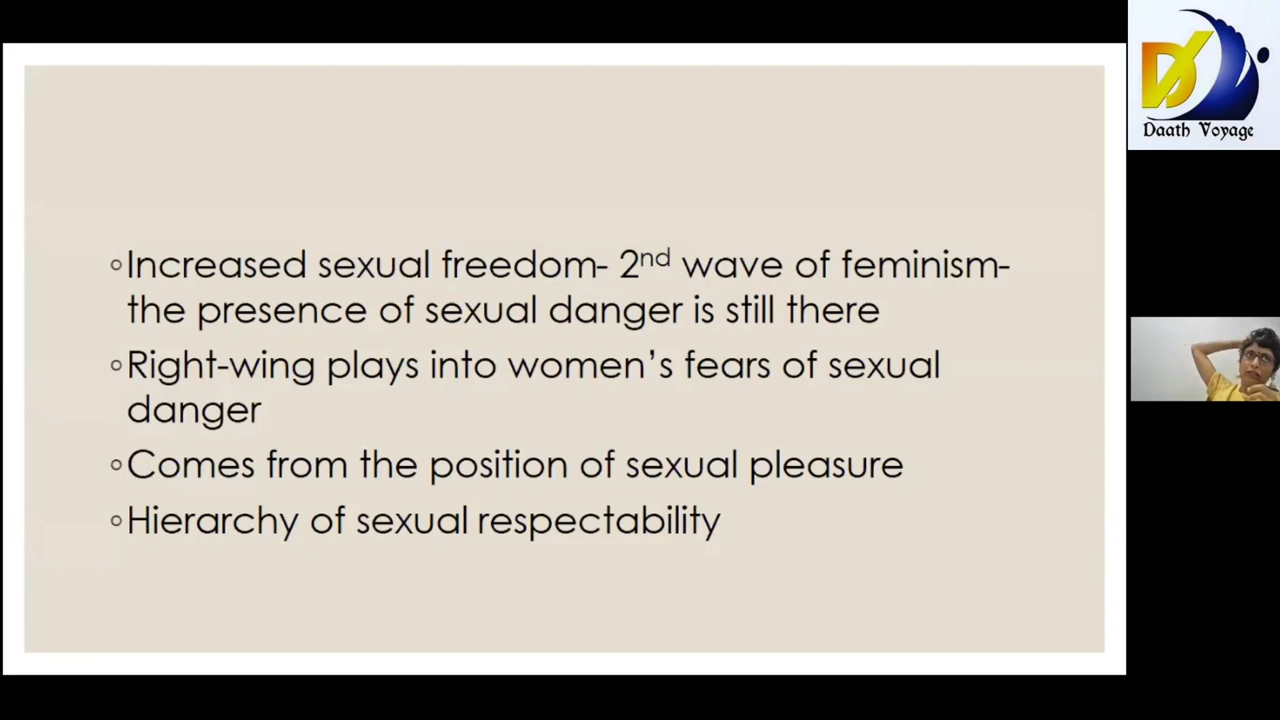 ◦Increased sexual freedom- 2nd wave of feminism-
the presence of sexual danger is still there
◦Right-wing plays into women’s fears of sexual
danger
◦Comes from the position of sexual pleasure
◦Hierarchy of sexual respectability
Daath Voyage